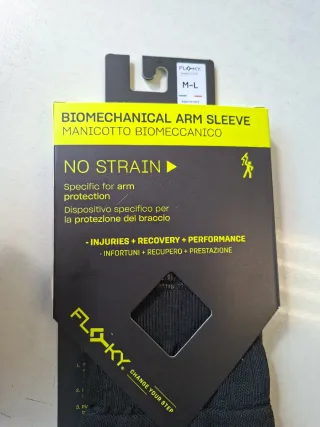 FLOKY
M-L
BIOMECHANICAL ARM SLEEVE
MANICOTTO BIOMECCANICO
NO STRAIN
Specific for arm
protection
Dispositivo specifico per
la protezione del braccio
- INJURIES + RECOVERY + PERFORMANCE
- INFORTUNI + RECUPERO + PRESTAZIONE
FLOKY®
CHANGE YOUR STEP